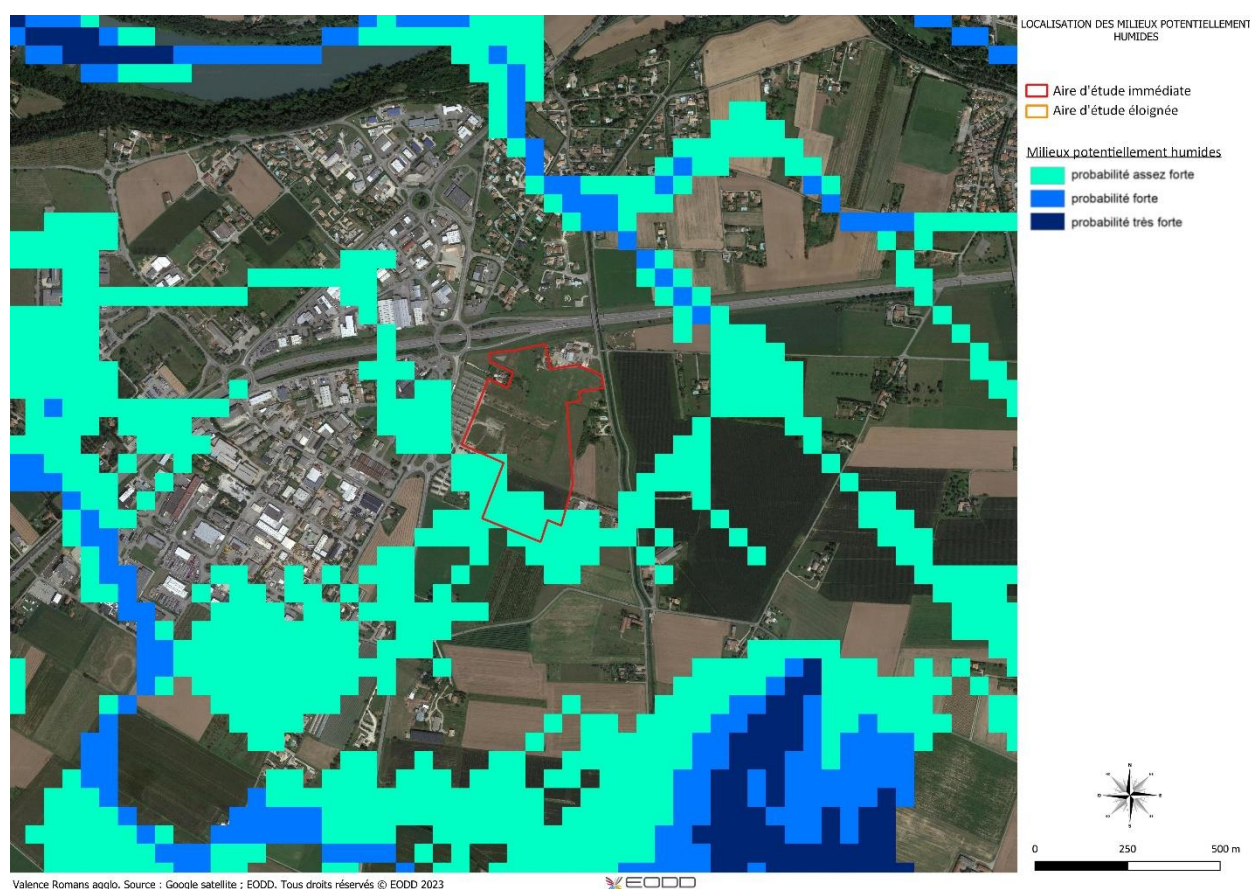 LOCALISATION DES MILIEUX POTENTIELLEMENT
HUMIDES
Aire d'étude immédiate
Aire d'étude éloignée
Milieux potentiellement humides
probabilité assez forte
probabilité forte
probabilité très forte
N
O
E
S
0 250 500 m
Valence Romans agglo. Source : Google satellite ; EODD. Tous droits réservés © EODD 2023
EODD